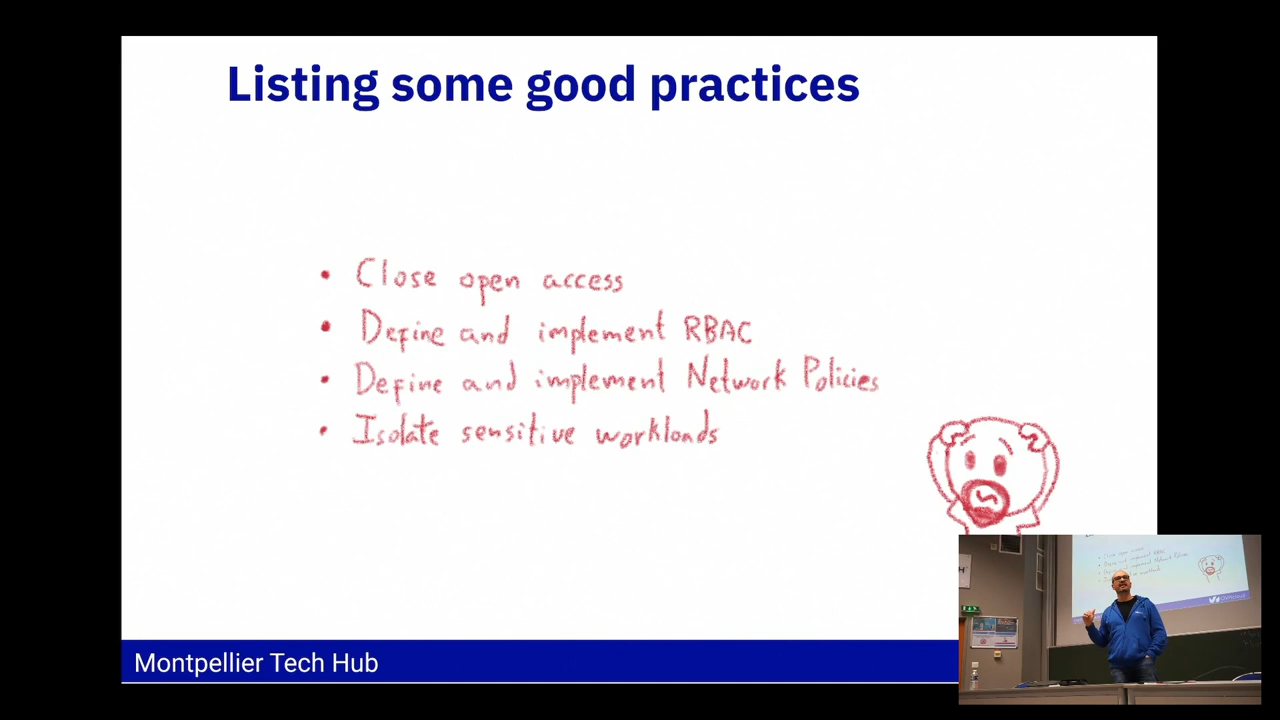 Listing some good practices
• Close open access
• Define and implement RBAC
• Define and implement Network Policies
• Isolate sensitive workloads
Montpellier Tech Hub